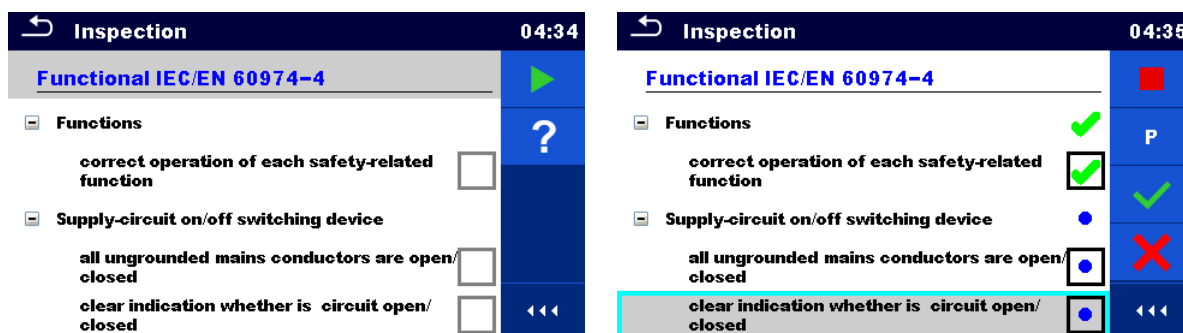 Inspection 04:34
Functional IEC/EN 60974–4
Functions
correct operation of each safety-related
function
?
Supply-circuit on/off switching device
all ungrounded mains conductors are open/
closed
clear indication whether is circuit open/
closed
Inspection 04:35
Functional IEC/EN 60974–4
Functions
P
correct operation of each safety-related
function
Supply-circuit on/off switching device
all ungrounded mains conductors are open/
closed
clear indication whether is circuit open/
closed